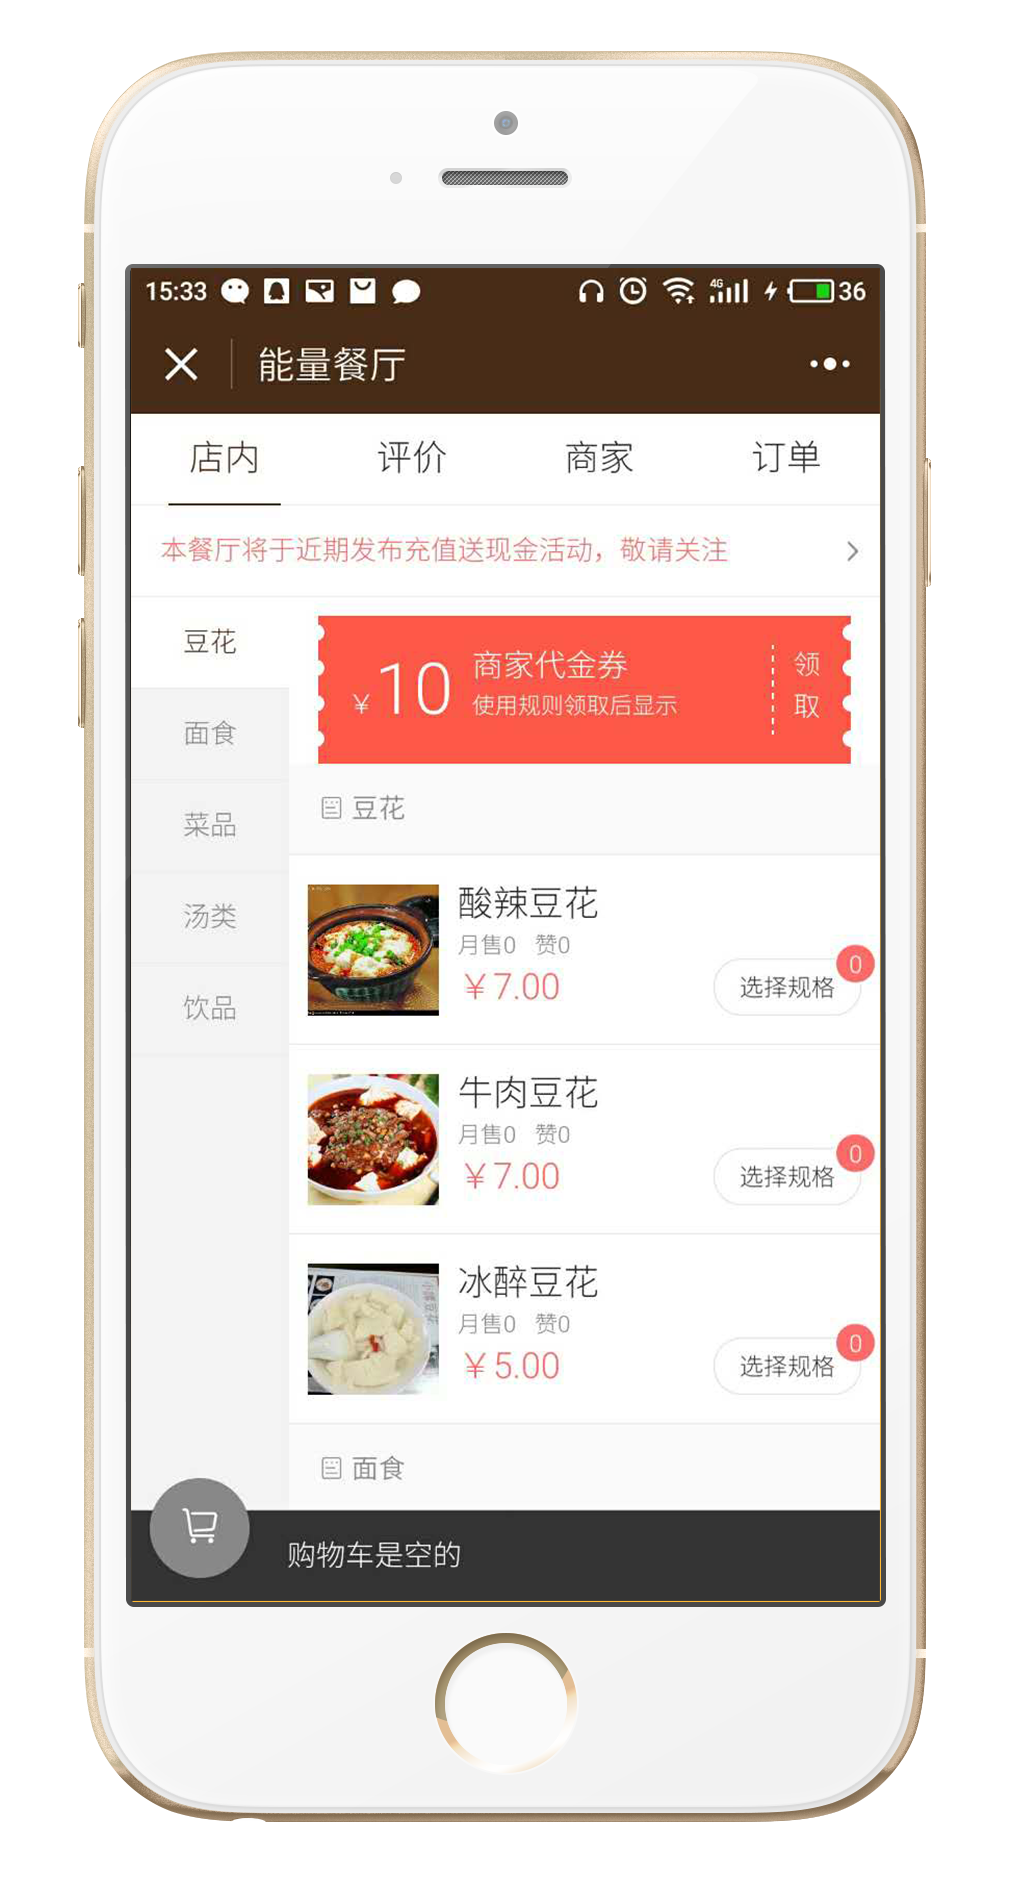 15:33 4G 36
能量餐厅
店内 评价 商家 订单
本餐厅将于近期发布充值送现金活动，敬请关注
豆花
面食
菜品
汤类
饮品
¥ 10 商家代金券 领取
使用规则领取后显示
豆花
酸辣豆花
月售0 赞0
￥7.00
选择规格 0
牛肉豆花
月售0 赞0
￥7.00
选择规格 0
冰醉豆花
月售0 赞0
￥5.00
选择规格 0
面食
购物车是空的